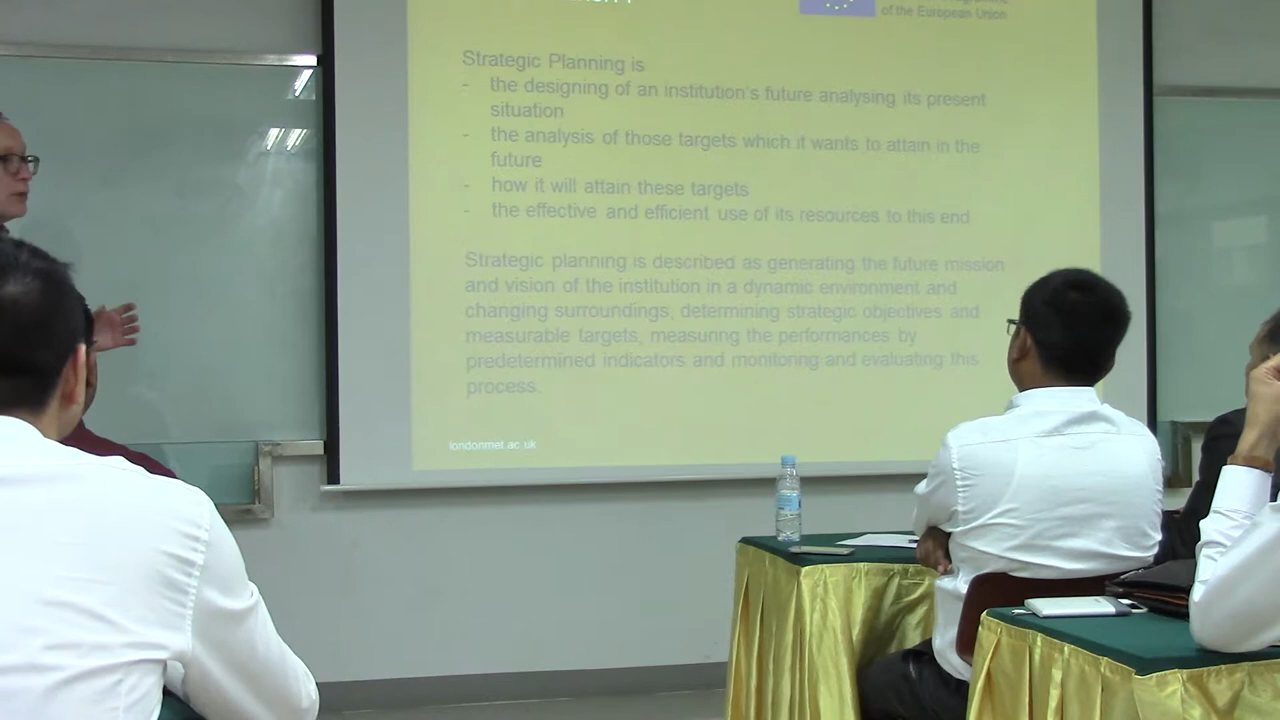 of the European Union
Strategic Planning is
- the designing of an institution's future analysing its present
situation
- the analysis of those targets which it wants to attain in the
future
- how it will attain these targets
- the effective and efficient use of its resources to this end
Strategic planning is described as generating the future mission
and vision of the institution in a dynamic environment and
changing surroundings, determining strategic objectives and
measurable targets, measuring the performances by
predetermined indicators and monitoring and evaluating this
process.
londonmet.ac.uk